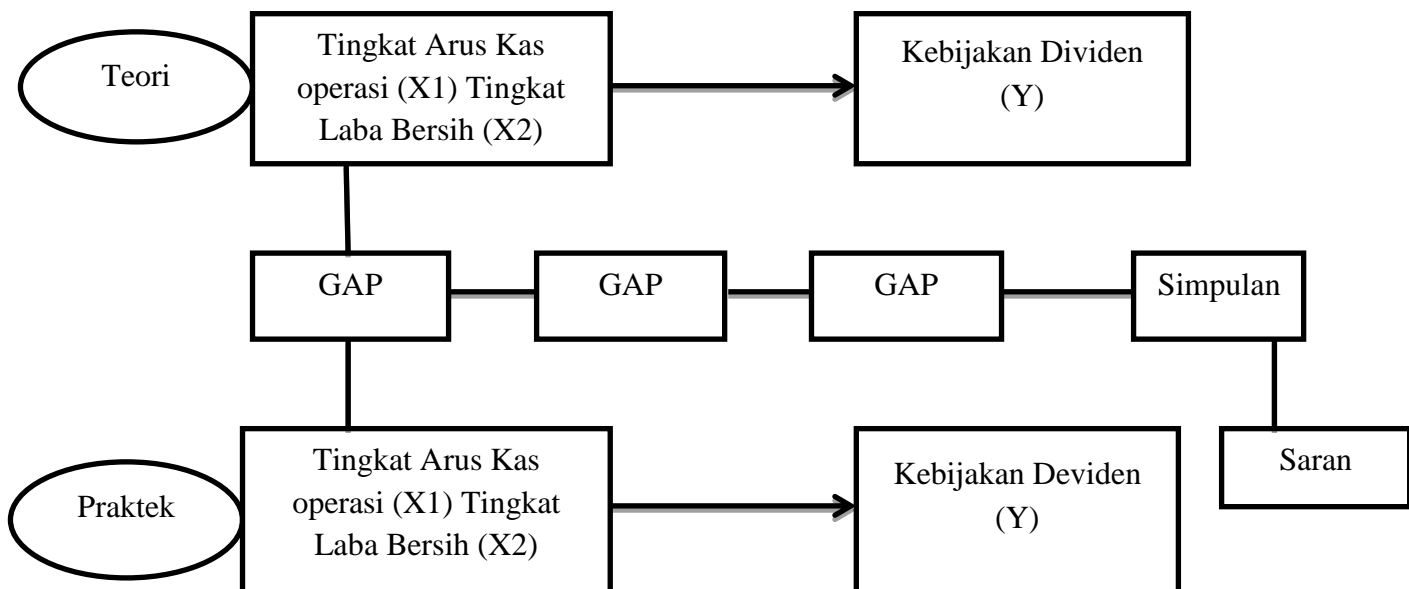 Teori
Tingkat Arus Kas
operasi (X1) Tingkat
Laba Bersih (X2)
Kebijakan Dividen
(Y)
GAP
GAP
GAP
Simpulan
Praktek
Tingkat Arus Kas
operasi (X1) Tingkat
Laba Bersih (X2)
Kebijakan Deviden
(Y)
Saran